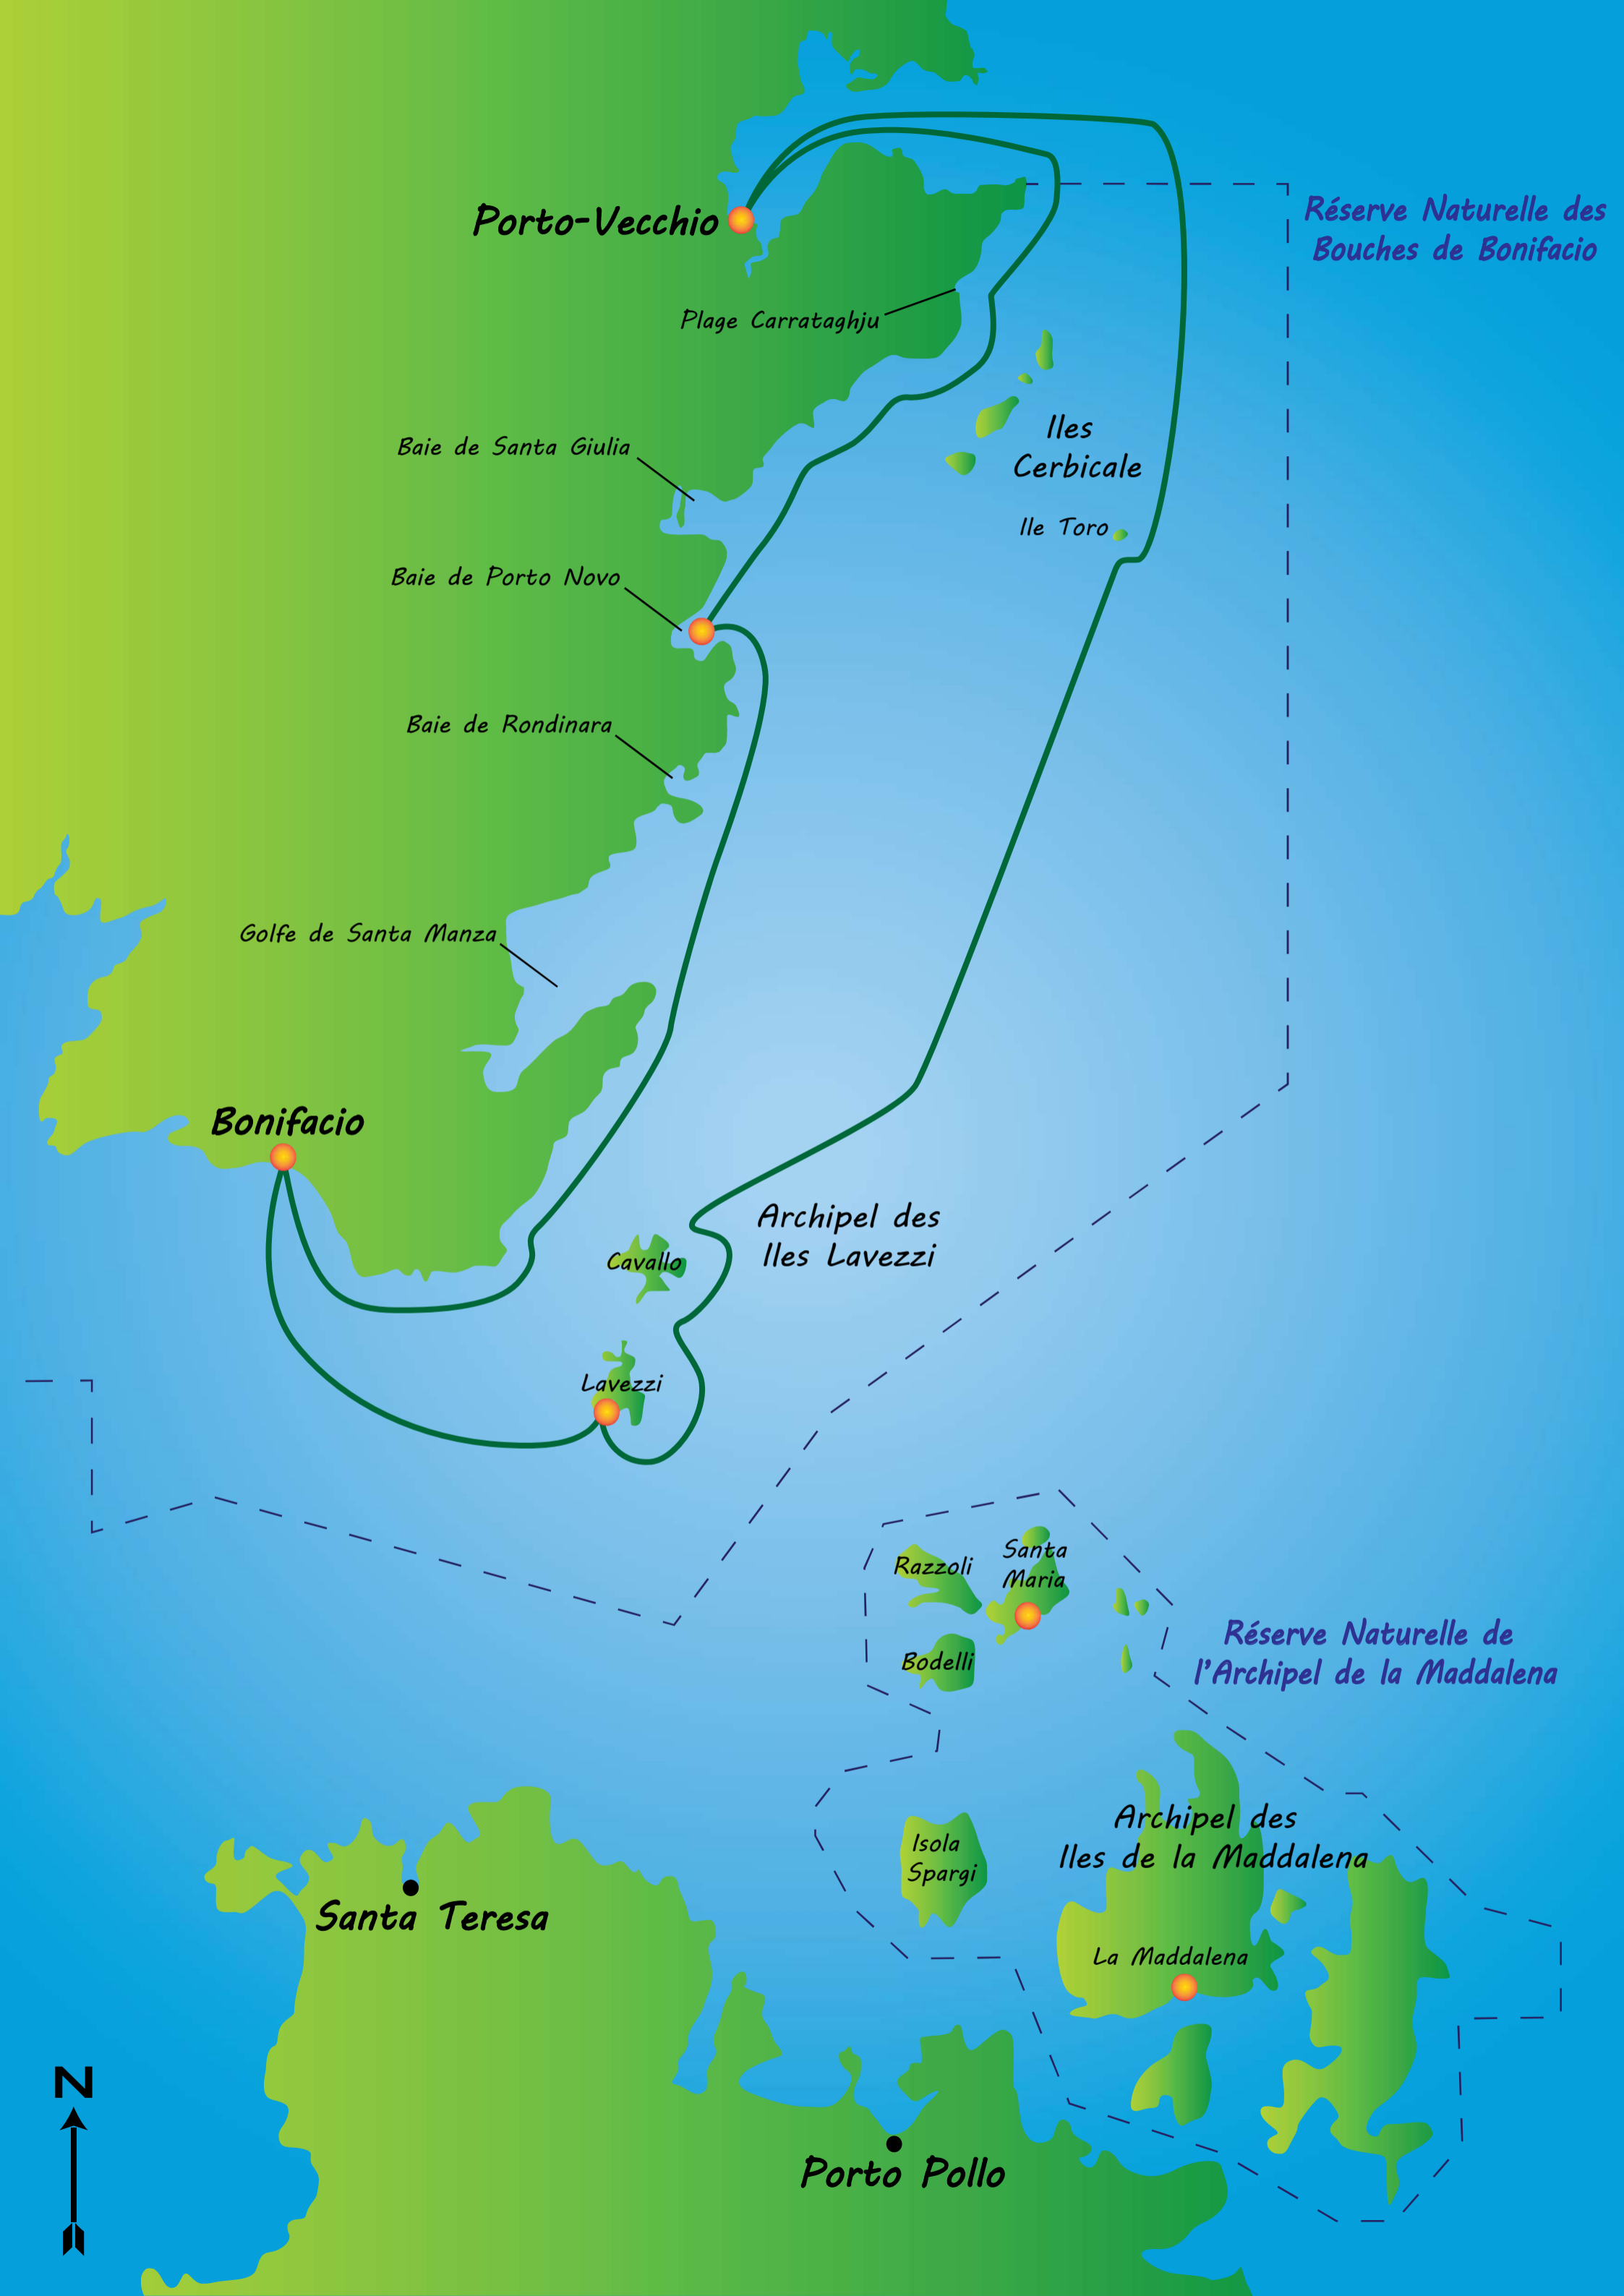 Réserve Naturelle des
Bouches de Bonifacio
Porto-Vecchio
Plage Carrataghju
Iles
Cerbicale
Baie de Santa Giulia
Ile Toro
Baie de Porto Novo
Baie de Rondinara
Golfe de Santa Manza
Bonifacio
Archipel des
Iles Lavezzi
Cavallo
Lavezzi
Santa
Maria
Razzoli
Réserve Naturelle de
l'Archipel de la Maddalena
Bodelli
Archipel des
Iles de la Maddalena
Isola
Spargi
Santa Teresa
La Maddalena
N
Porto Pollo